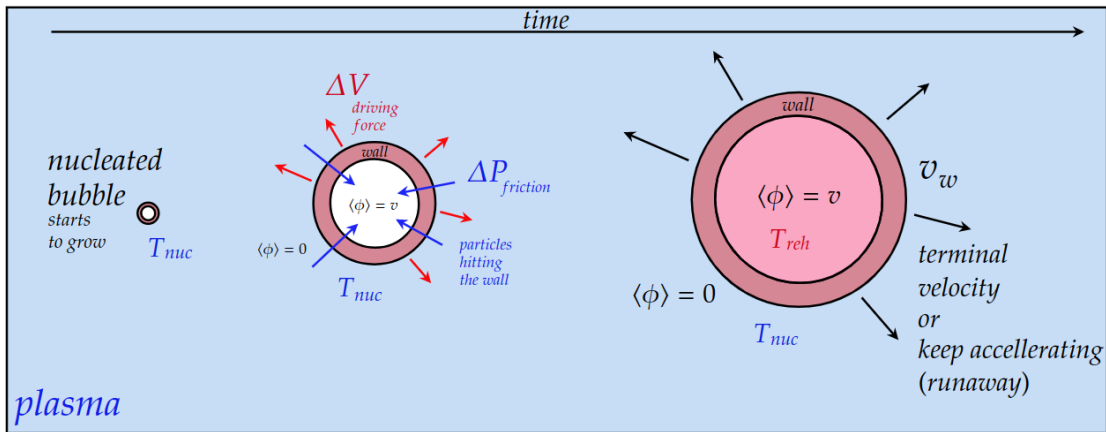 time
nucleated
bubble
starts
to grow
T_nuc
ΔV
driving
force
wall
ΔP_friction
⟨ϕ⟩ = v
⟨ϕ⟩ = 0
particles
hitting
the wall
T_nuc
wall
v_w
⟨ϕ⟩ = v
T_reh
⟨ϕ⟩ = 0
T_nuc
terminal
velocity
or
keep accellerating
(runaway)
plasma